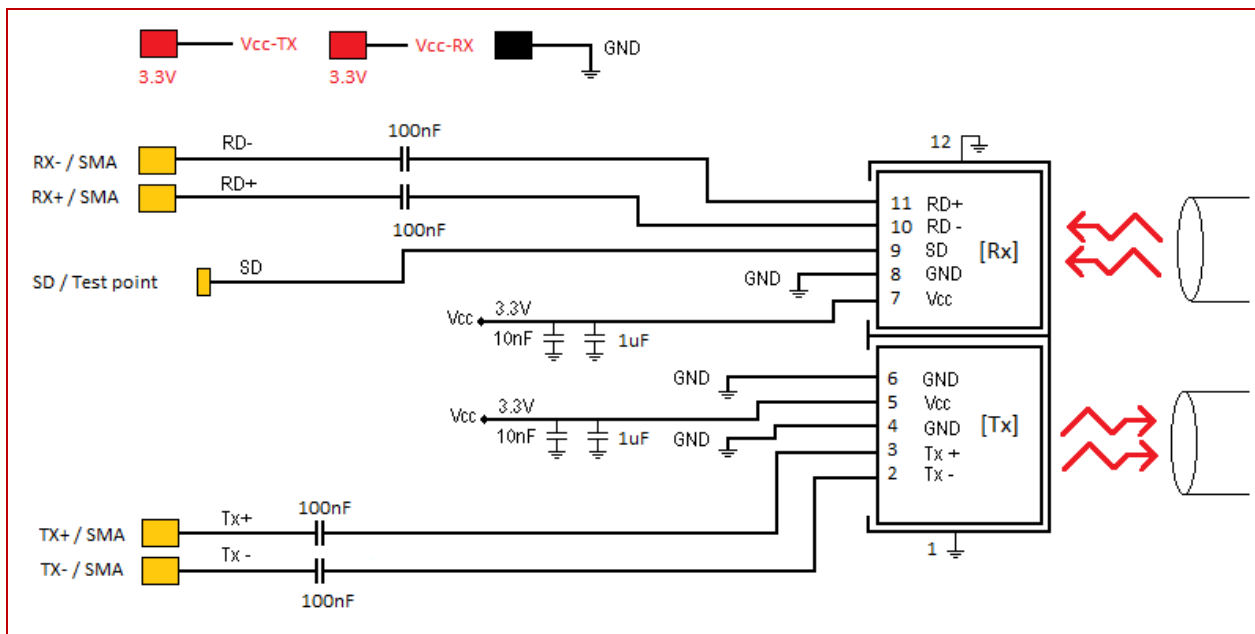 Vcc-TX
Vcc-RX
GND
3.3V
3.3V
100nF
RD-
RX- / SMA
RD+
RX+ / SMA
100nF
12
11 RD+
10 RD -
9 SD
8 GND
7 Vcc
[Rx]
SD
SD / Test point
GND
Vcc
3.3V
10nF
1uF
GND
6 GND
5 Vcc
4 GND
3 Tx +
2 Tx -
[Tx]
Vcc
3.3V
10nF
1uF
GND
100nF
Tx+
TX+ / SMA
Tx -
TX- / SMA
100nF
1